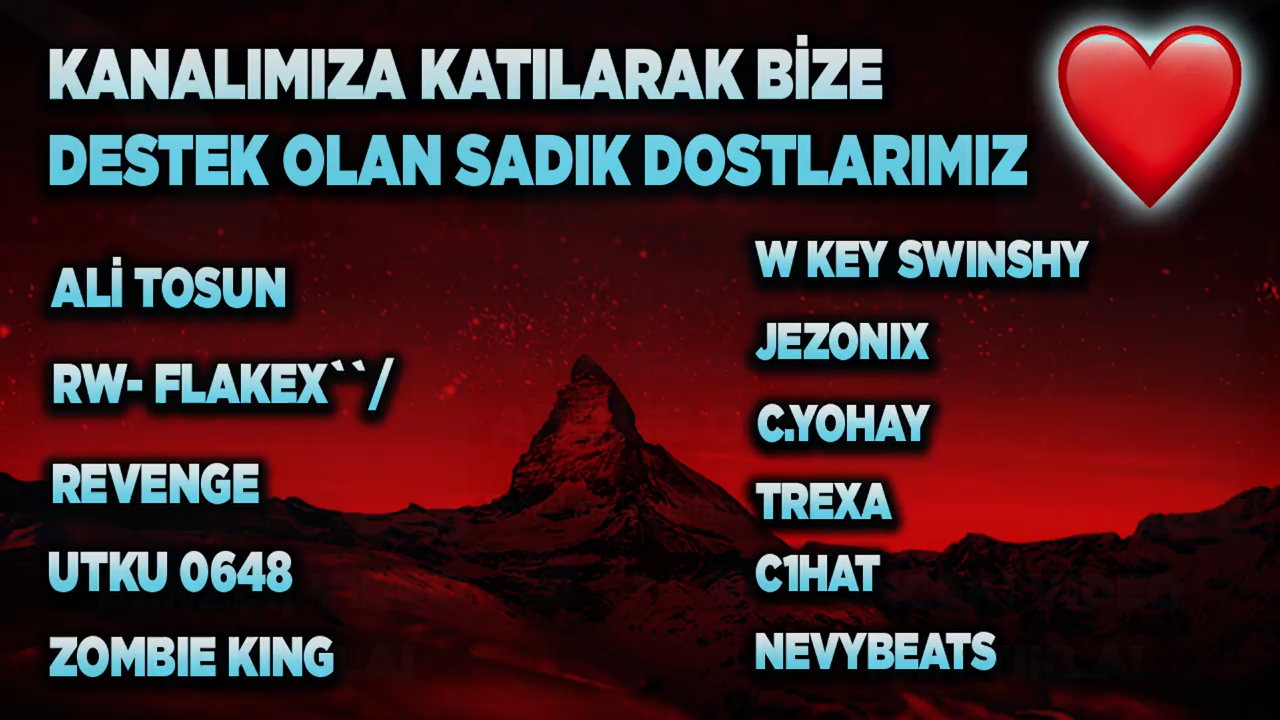 KANALIMIZA KATILARAK BİZE
DESTEK OLAN SADIK DOSTLARIMIZ
ALİ TOSUN
RW- FLAKEX``/
REVENGE
UTKU 0648
ZOMBIE KING
W KEY SWINSHY
JEZONIX
C.YOHAY
TREXA
C1HAT
NEVYBEATS